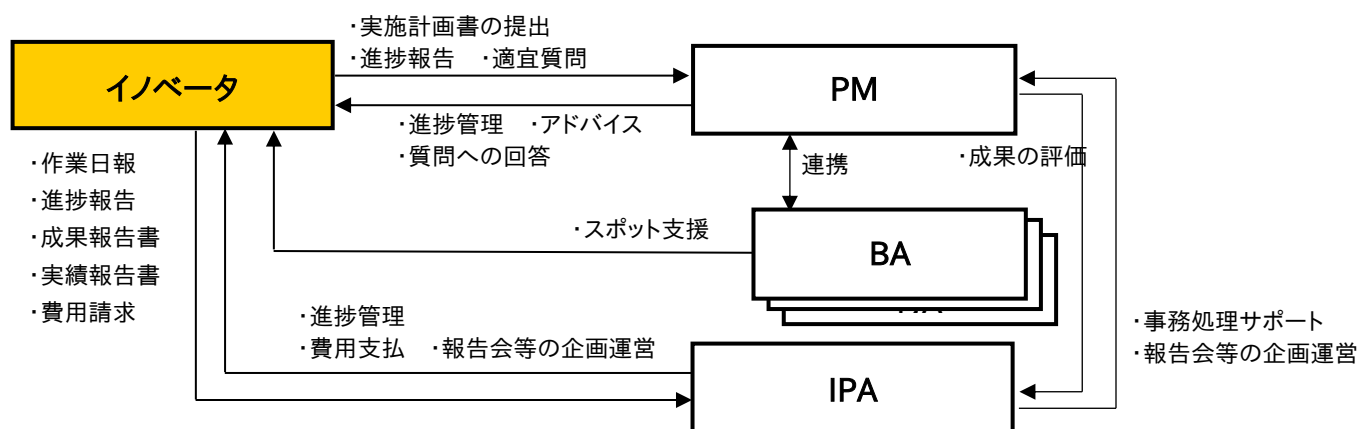 ・実施計画書の提出
・進捗報告　・適宜質問
イノベータ
PM
・進捗管理　・アドバイス
・質問への回答
・作業日報
・進捗報告
・成果報告書
・実績報告書
・費用請求
連携
・成果の評価
・スポット支援
BA
・進捗管理
・費用支払　・報告会等の企画運営
・事務処理サポート
・報告会等の企画運営
IPA